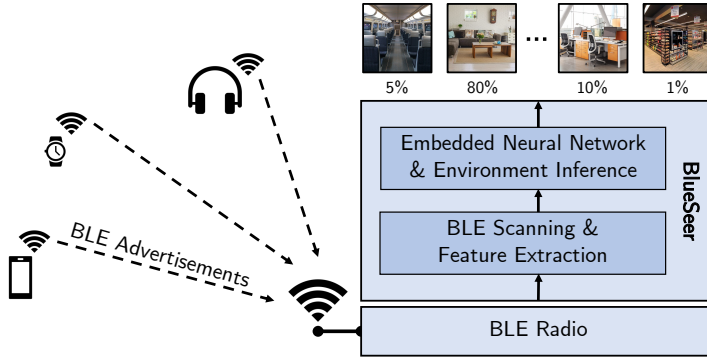 5%
80%
...
10%
1%
Embedded Neural Network
& Environment Inference
BlueSeer
BLE Scanning &
Feature Extraction
BLE Advertisements
BLE Radio